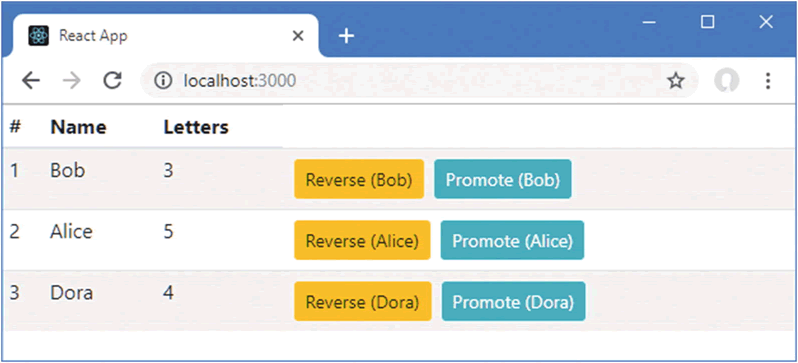 React App
localhost:3000
# Name Letters
1 Bob 3 Reverse (Bob) Promote (Bob)
2 Alice 5 Reverse (Alice) Promote (Alice)
3 Dora 4 Reverse (Dora) Promote (Dora)